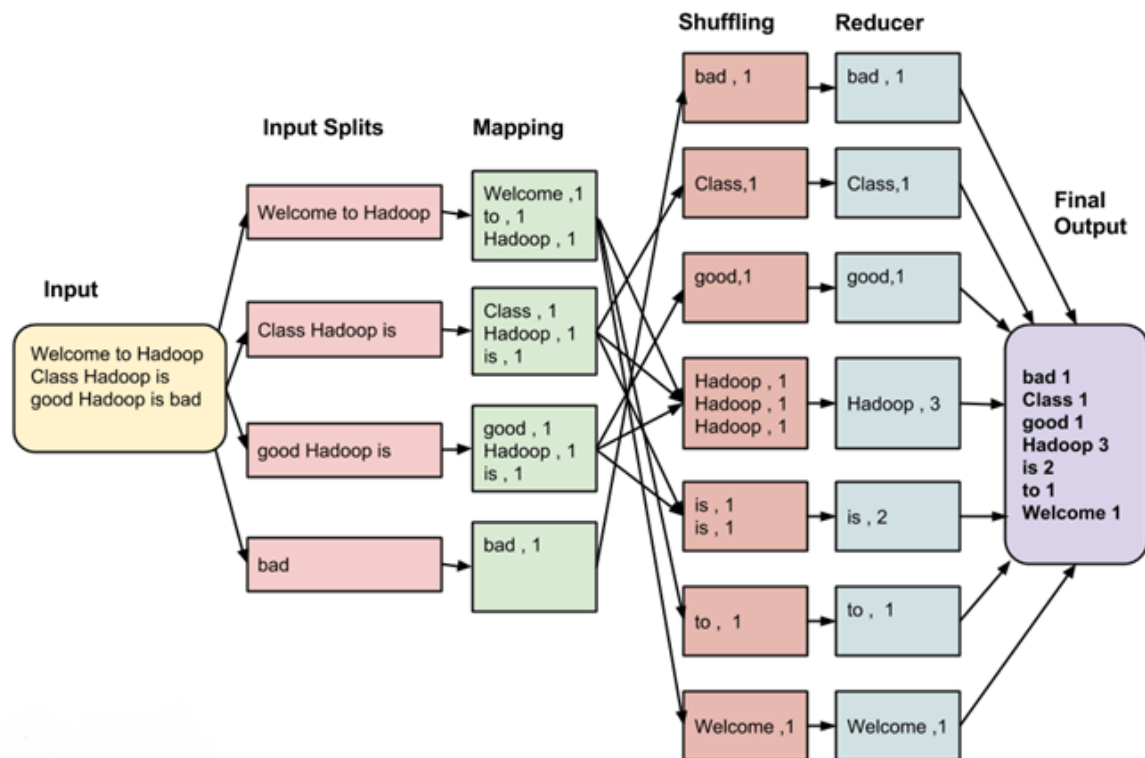 Shuffling
Reducer
Input Splits
Mapping
Input
Final
Output
Welcome to Hadoop
Class Hadoop is
good Hadoop is bad
Welcome to Hadoop
Class Hadoop is
good Hadoop is
bad
Welcome ,1
to , 1
Hadoop , 1
Class , 1
Hadoop , 1
is , 1
good , 1
Hadoop , 1
is , 1
bad , 1
bad , 1
Class,1
good,1
Hadoop , 1
Hadoop , 1
Hadoop , 1
is , 1
is , 1
to , 1
Welcome ,1
bad , 1
Class,1
good,1
Hadoop , 3
is , 2
to , 1
Welcome ,1
bad 1
Class 1
good 1
Hadoop 3
is 2
to 1
Welcome 1